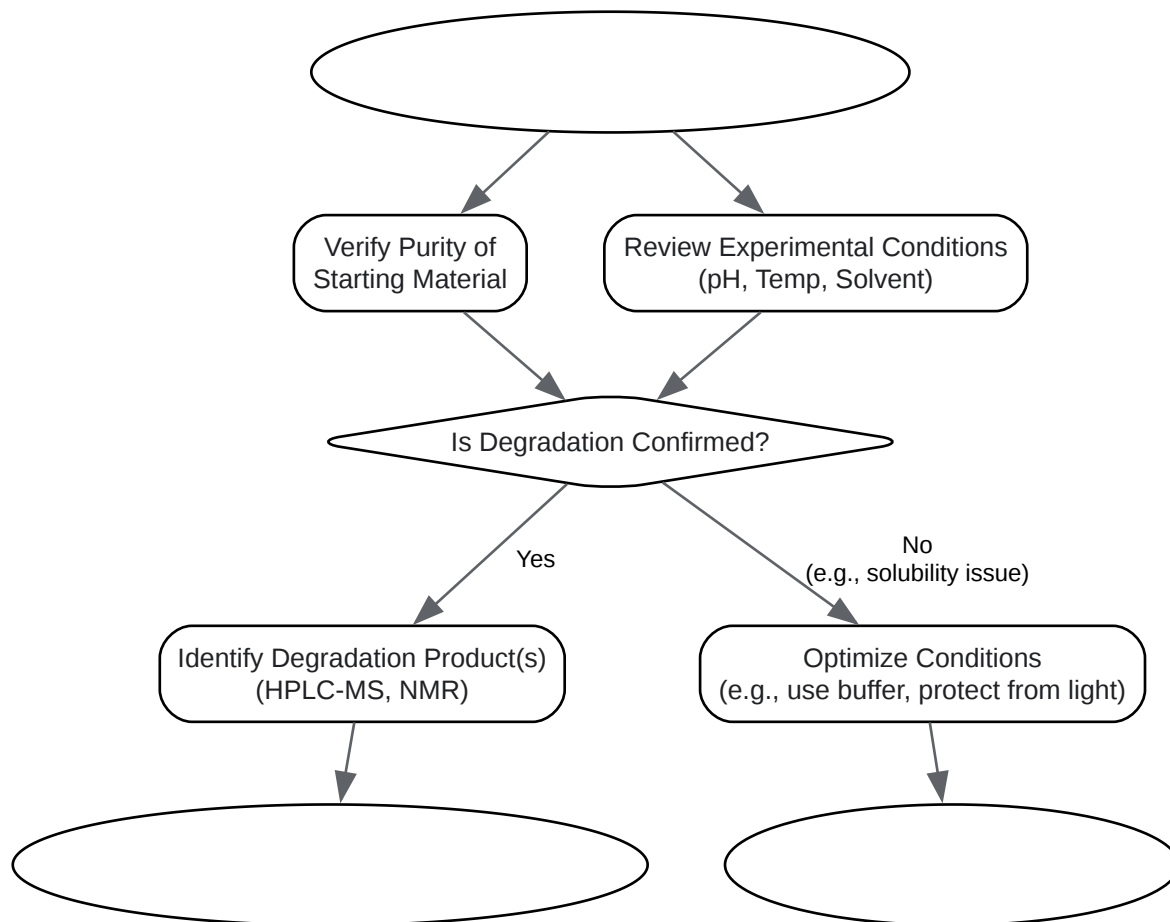 Verify Purity of
Starting Material
Review Experimental Conditions
(pH, Temp, Solvent)
Is Degradation Confirmed?
Yes
No
(e.g., solubility issue)
Identify Degradation Product(s)
(HPLC-MS, NMR)
Optimize Conditions
(e.g., use buffer, protect from light)